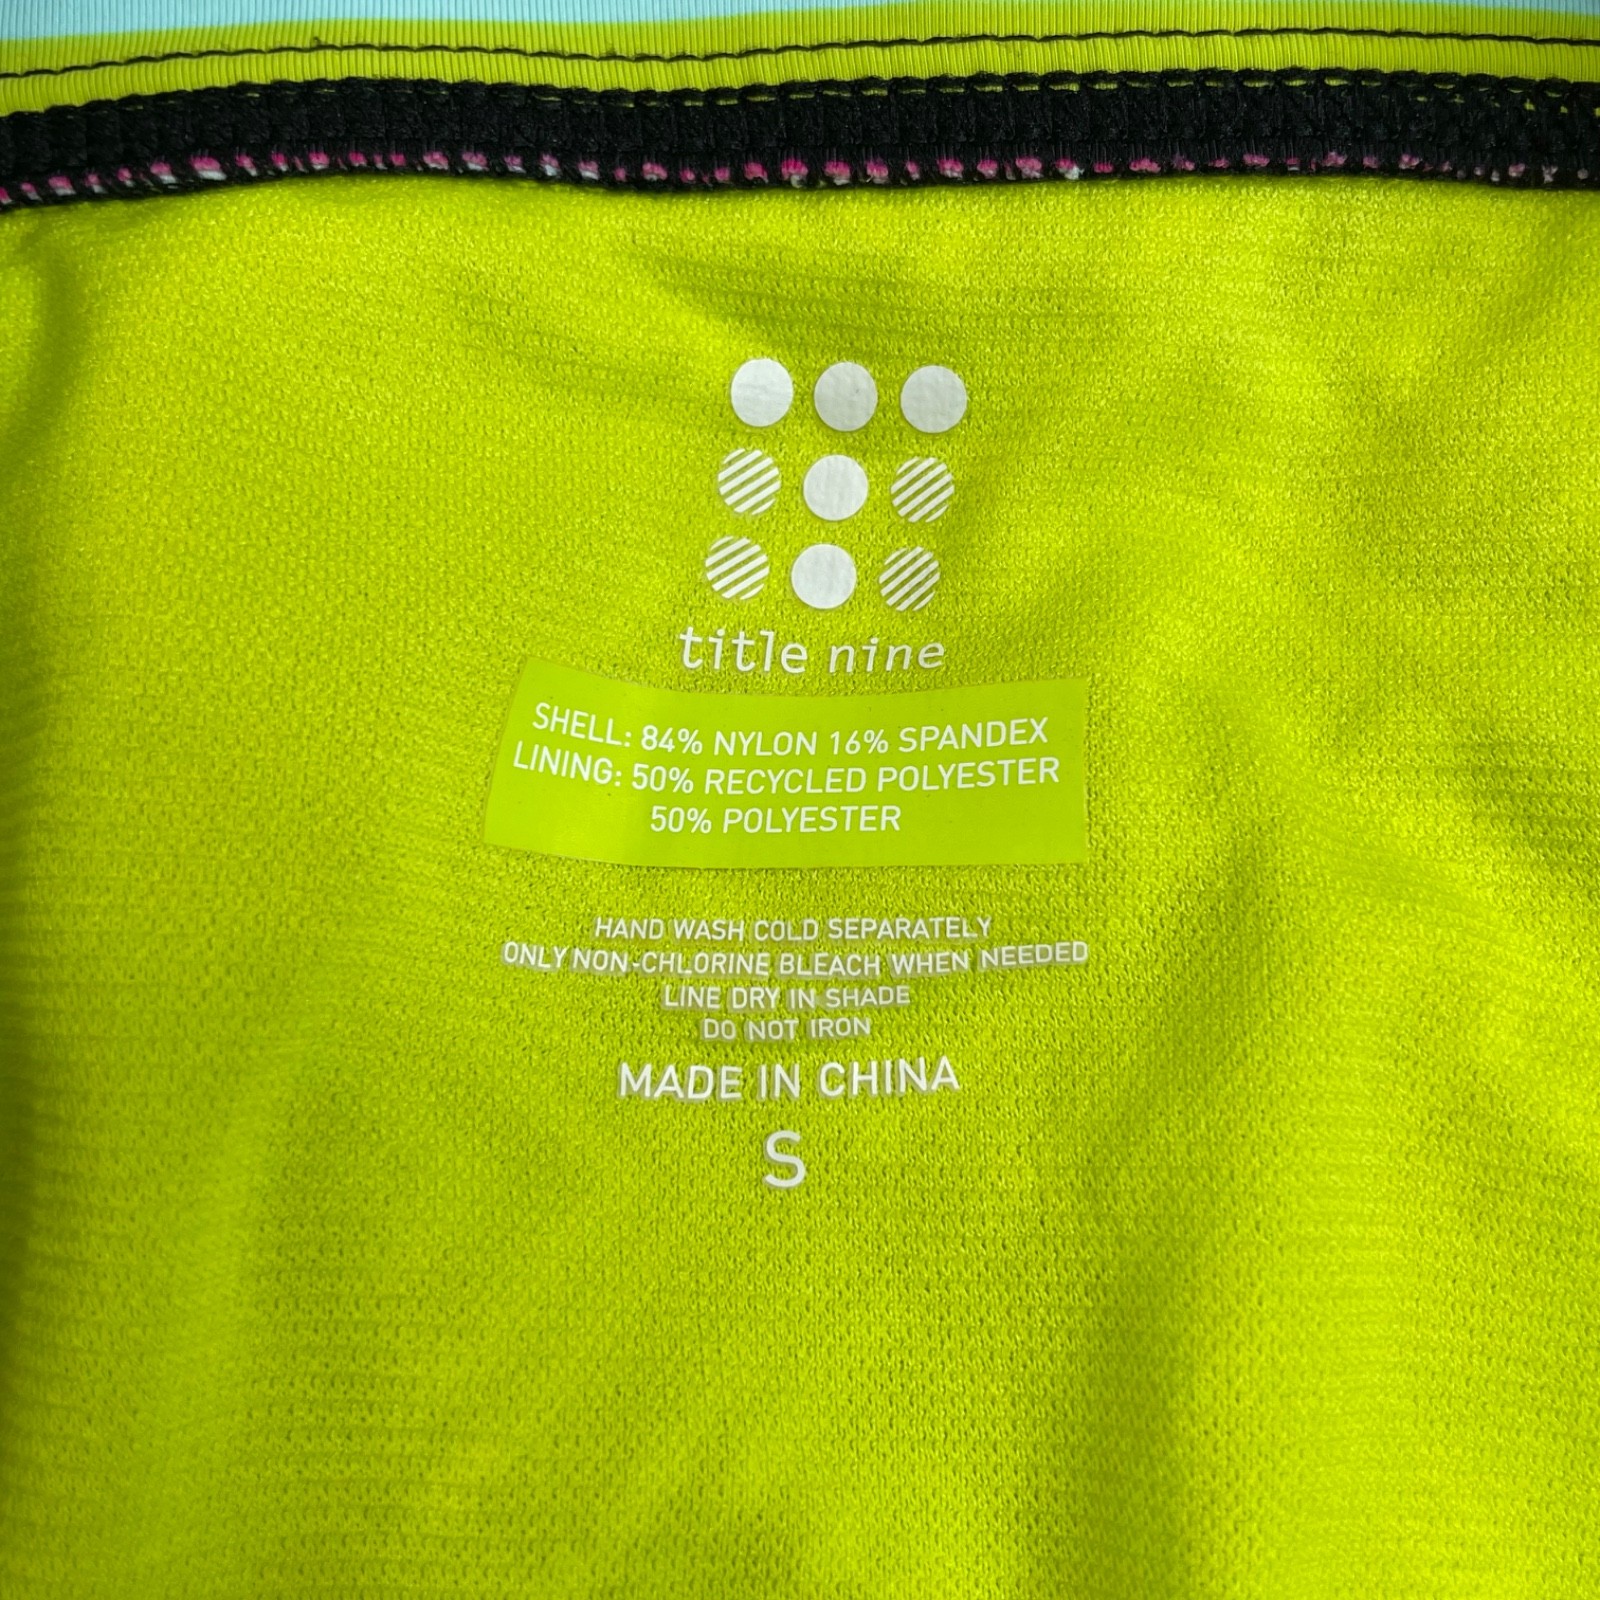 title nine
SHELL: 84% NYLON 16% SPANDEX
LINING: 50% RECYCLED POLYESTER
50% POLYESTER
HAND WASH COLD SEPARATELY
ONLY NON-CHLORINE BLEACH WHEN NEEDED
LINE DRY IN SHADE
DO NOT IRON
MADE IN CHINA
S